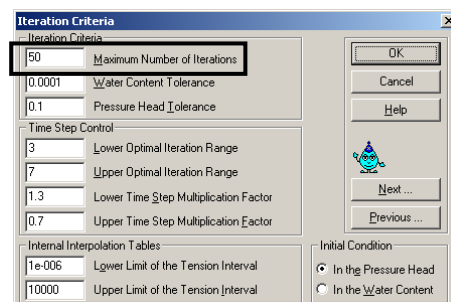 Iteration Criteria
Iteration Criteria
50 Maximum Number of Iterations
0.0001 Water Content Tolerance
0.1 Pressure Head Tolerance
Time Step Control
3 Lower Optimal Iteration Range
7 Upper Optimal Iteration Range
1.3 Lower Time Step Multiplication Factor
0.7 Upper Time Step Multiplication Factor
Internal Interpolation Tables
1e-006 Lower Limit of the Tension Interval
10000 Upper Limit of the Tension Interval
OK
Cancel
Help
Next ...
Previous ...
Initial Condition
In the Pressure Head
In the Water Content